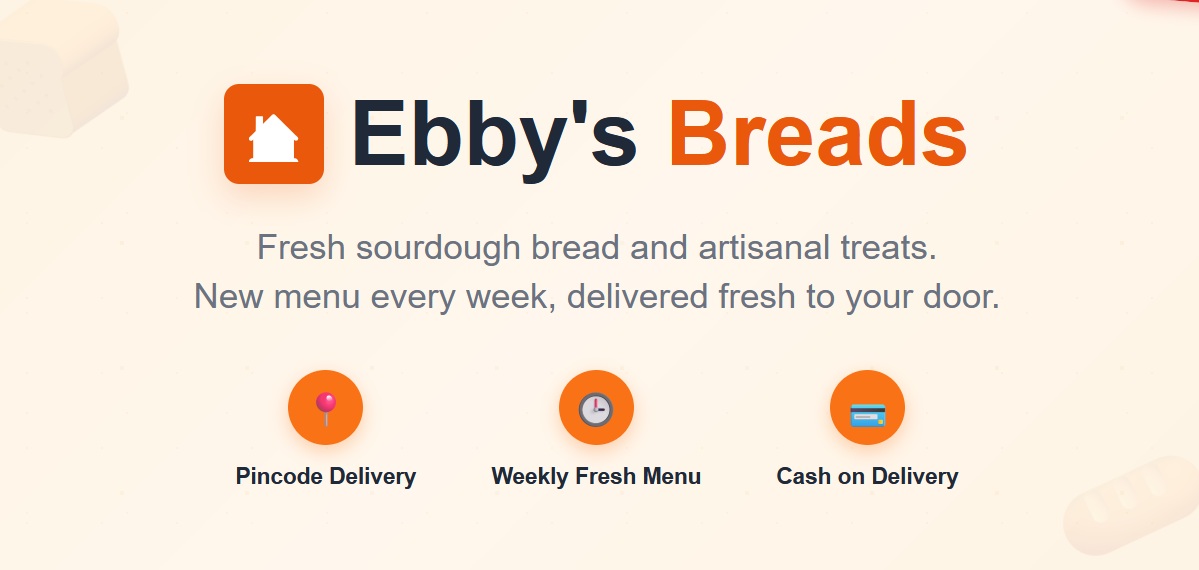 Ebby's Breads
Fresh sourdough bread and artisanal treats.
New menu every week, delivered fresh to your door.
Pincode Delivery
Weekly Fresh Menu
Cash on Delivery